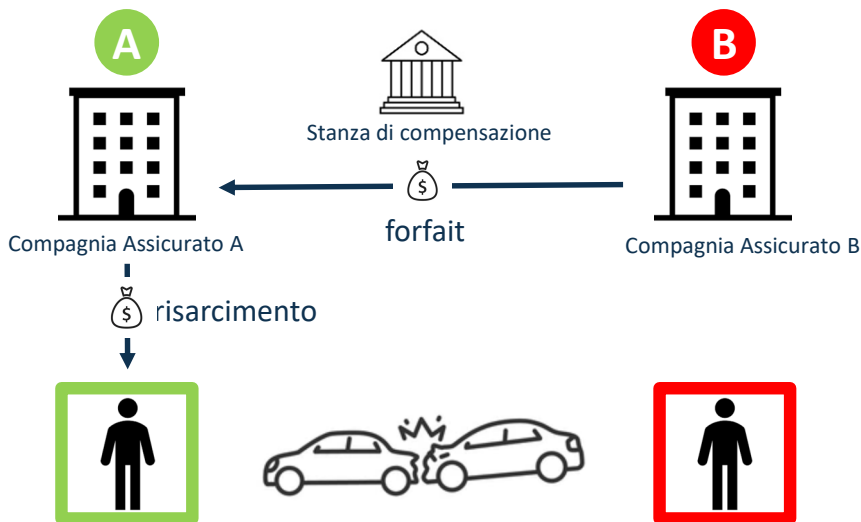 A
B
Stanza di compensazione
$
forfait
Compagnia Assicurato A
Compagnia Assicurato B
$
risarcimento